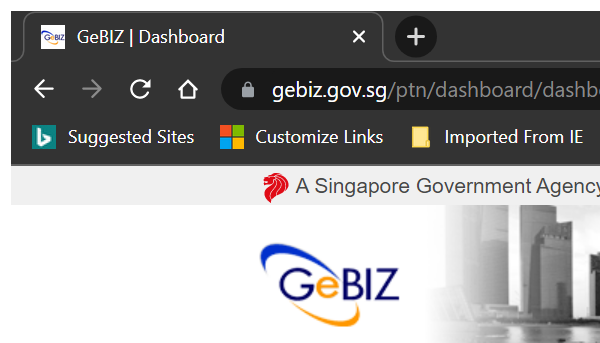 GeBIZ | Dashboard
gebiz.gov.sg/ptn/dashboard/dashb
Suggested Sites Customize Links Imported From IE
A Singapore Government Agency
GeBIZ